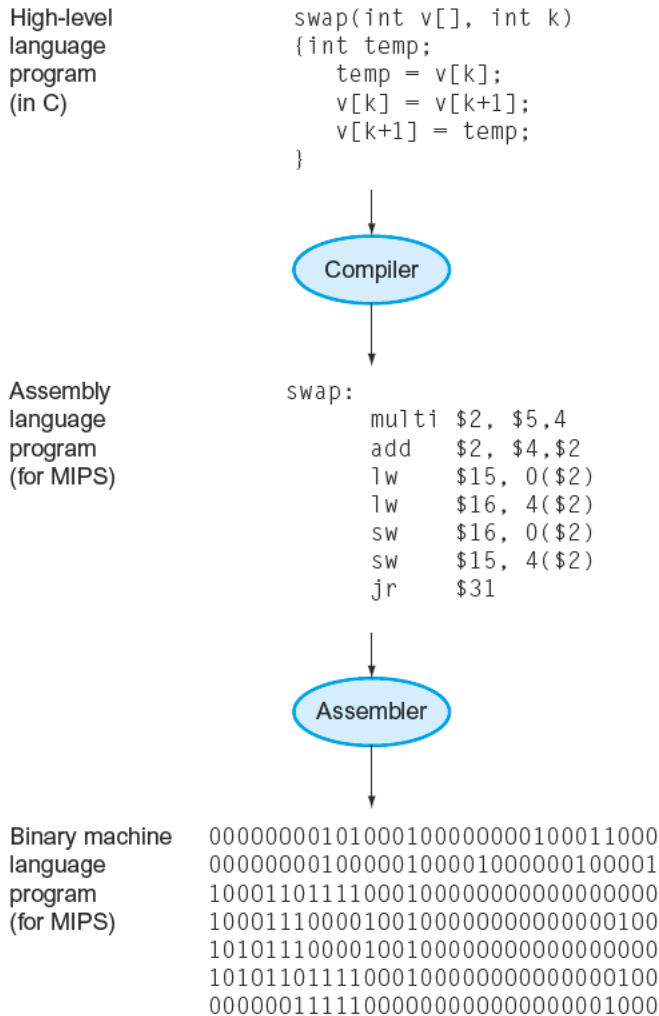 High-level
language
program
(in C)
swap(int v[], int k)
{int temp;
temp = v[k];
v[k] = v[k+1];
v[k+1] = temp;
}
Compiler
Assembly
language
program
(for MIPS)
swap:
multi $2, $5,4
add $2, $4,$2
lw $15, 0($2)
lw $16, 4($2)
sw $16, 0($2)
sw $15, 4($2)
jr $31
Assembler
Binary machine
language
program
(for MIPS)
00000000101000100000000100011000
00000000100000100001000000100001
10001101111000100000000000000000
10001110000100100000000000000100
10101110000100100000000000000000
10101101111000100000000000000100
00000011111000000000000000001000